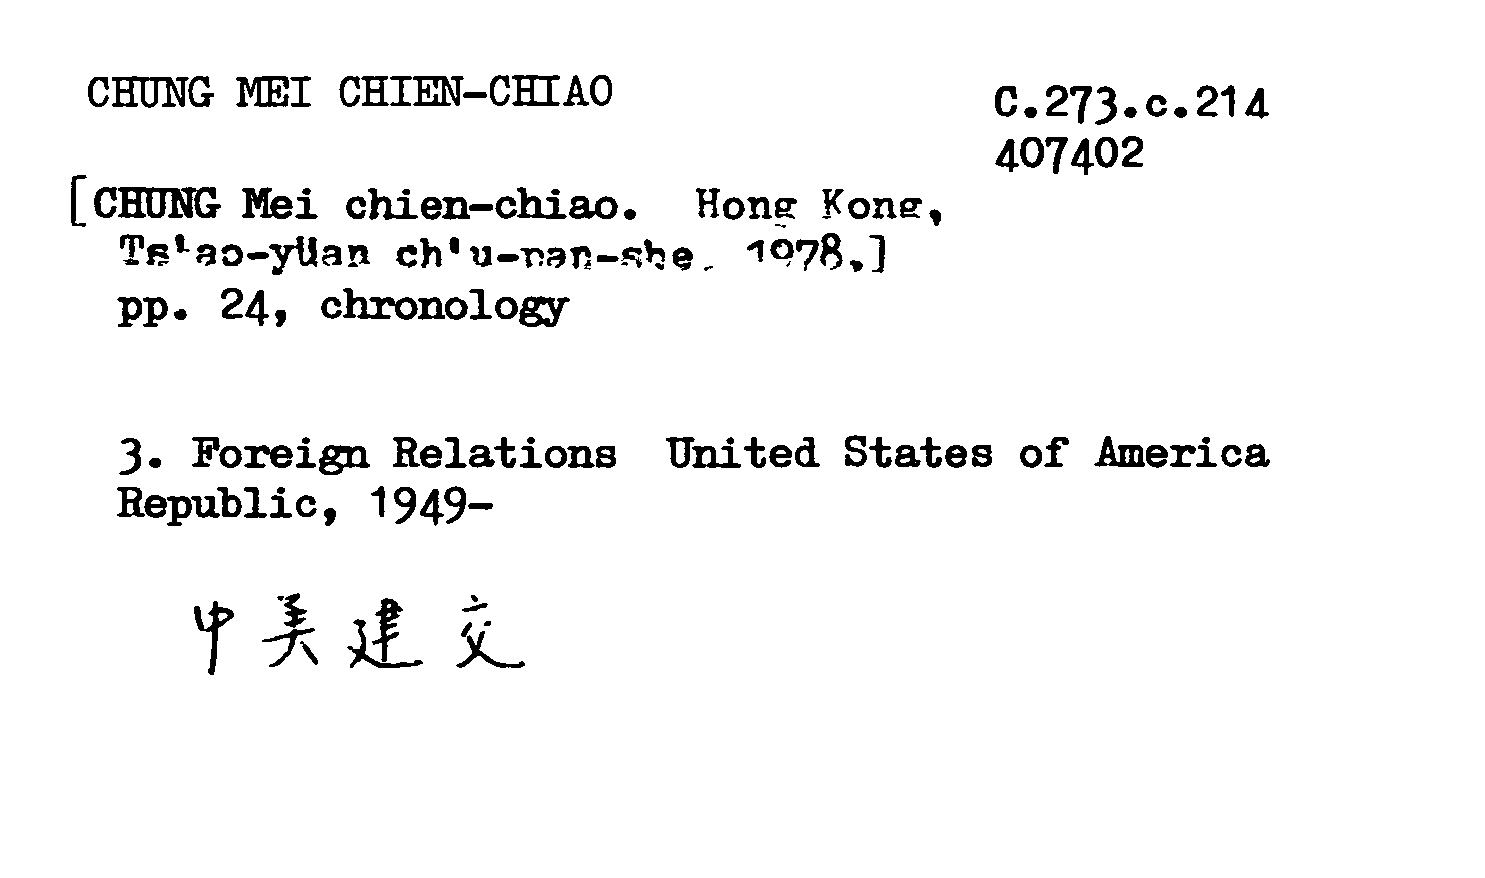 CHUNG MEI CHIEN-CHIAO
C.273.c.214
407402
[CHUNG Mei chien-chiao. Hong Kong,
Ts'ao-yüan ch'u-pan-she, 1978.]
pp. 24, chronology
3. Foreign Relations United States of America
Republic, 1949-
中美建交